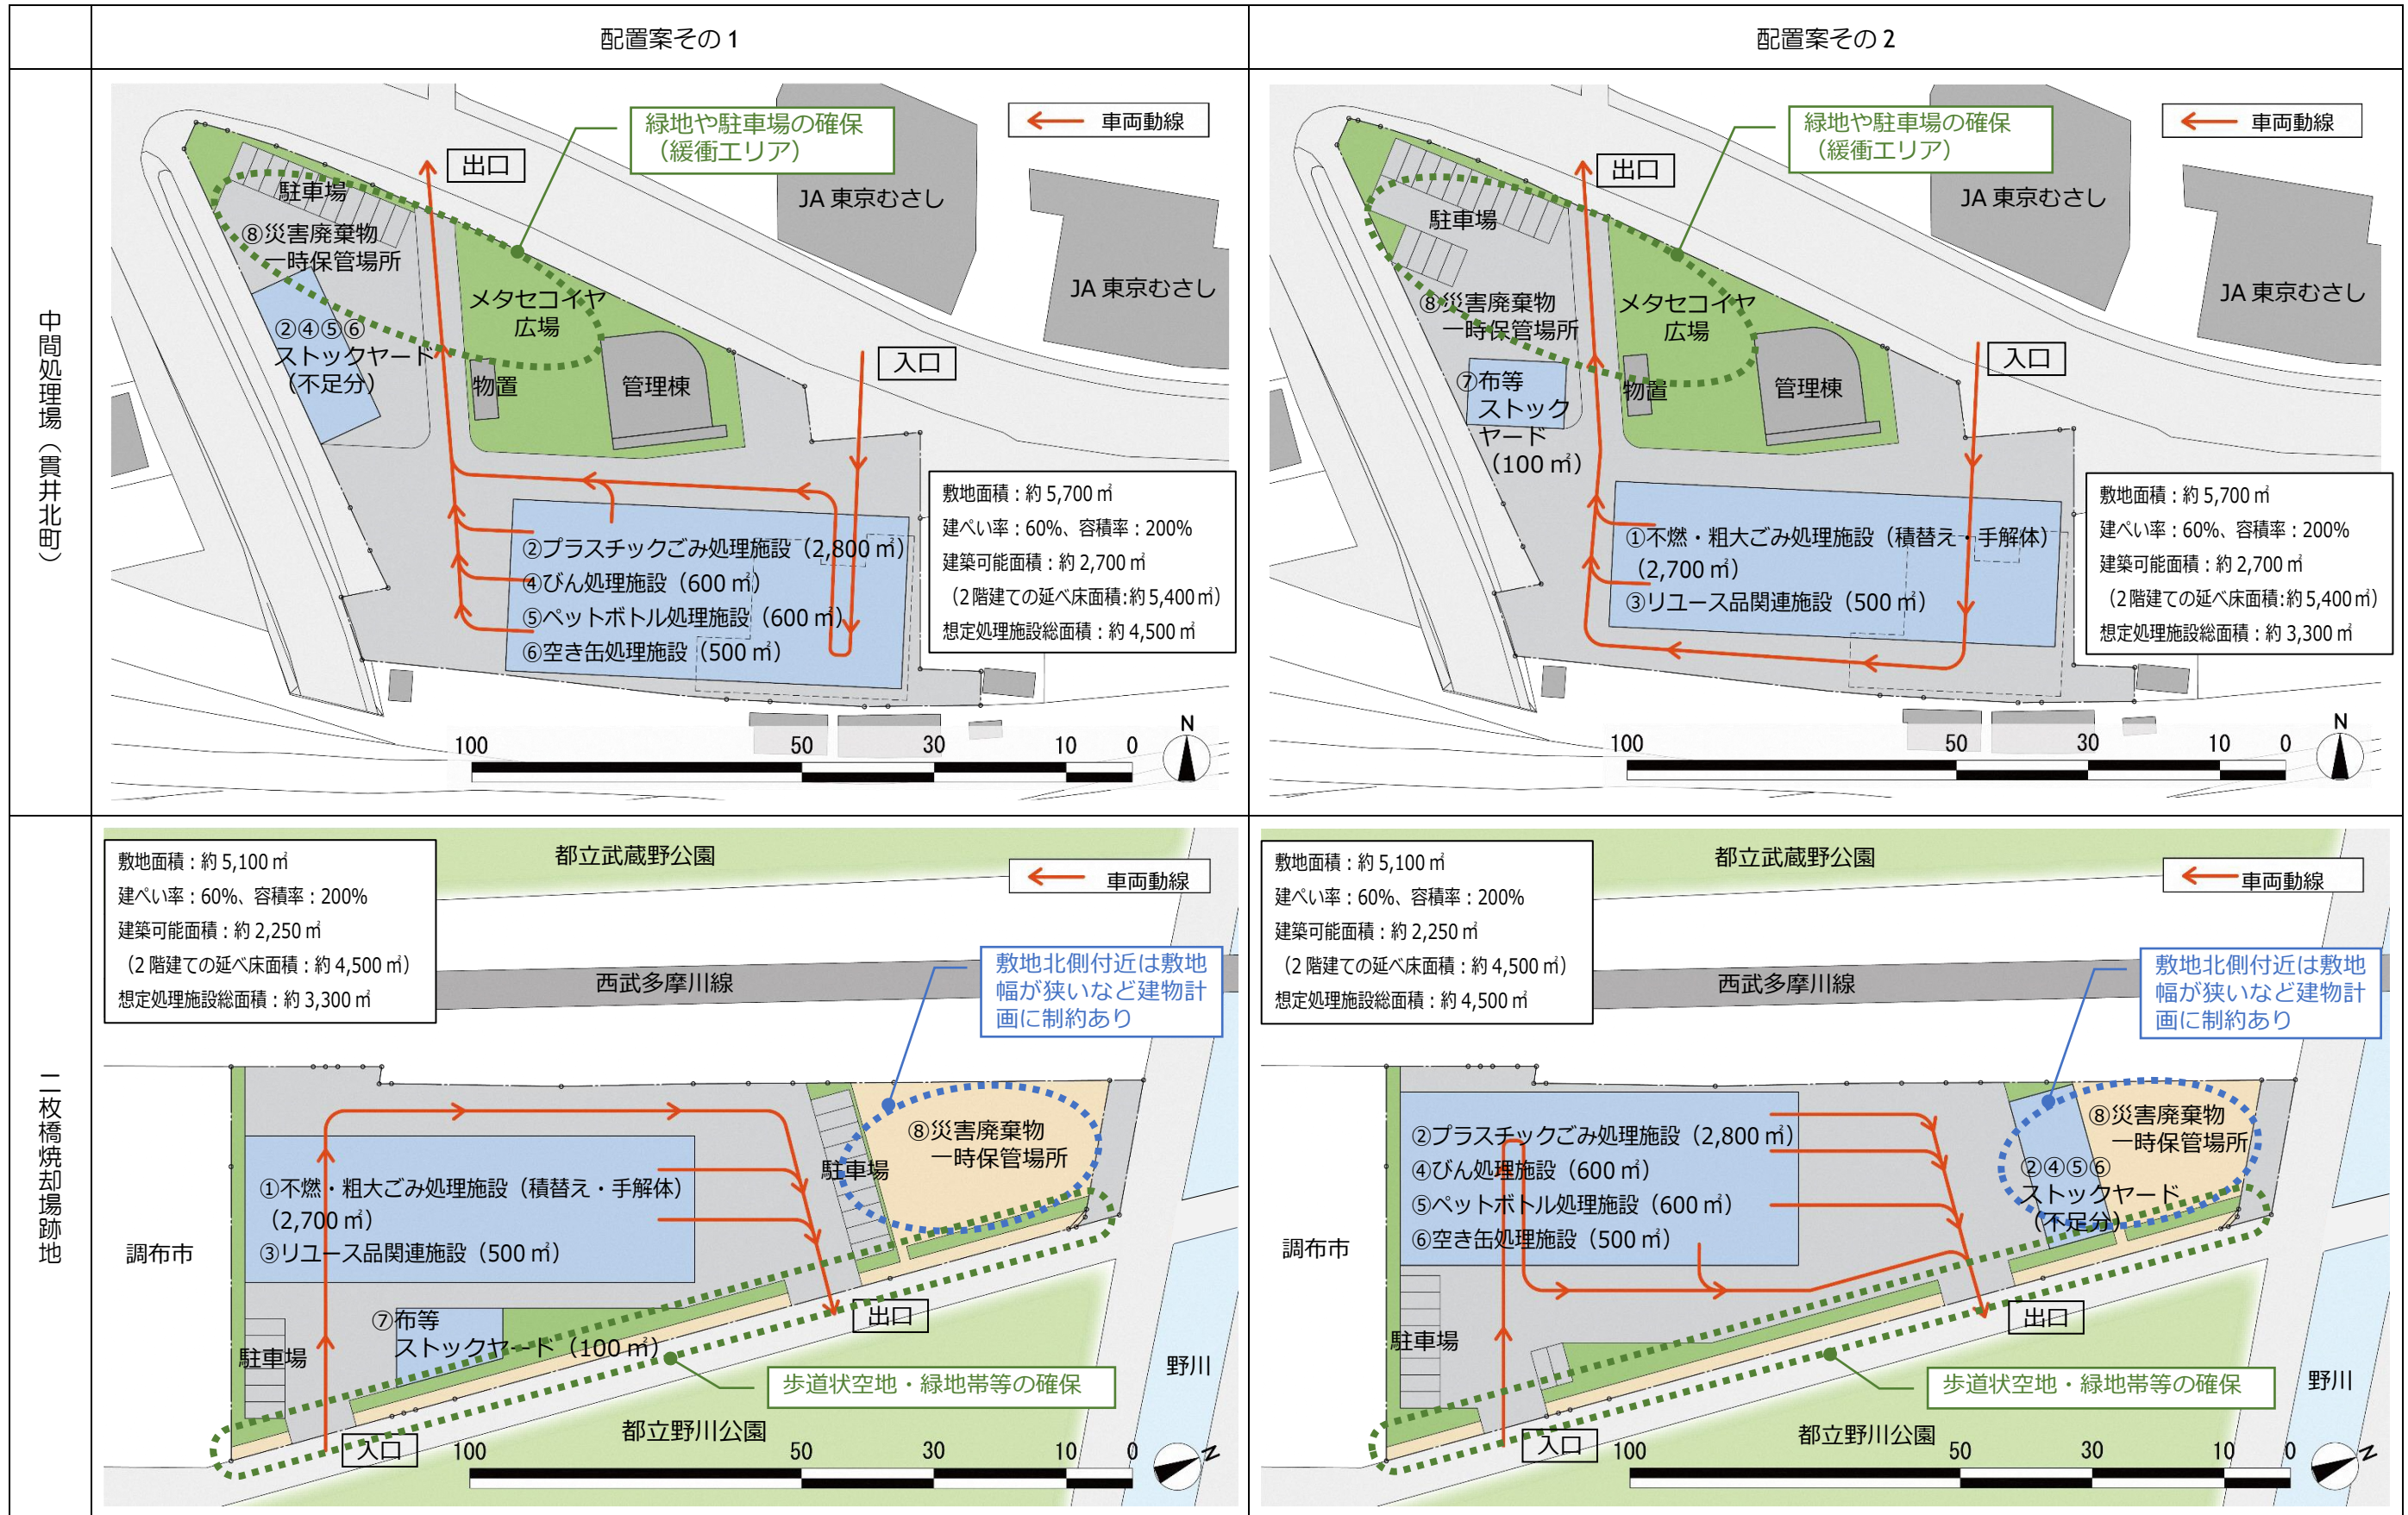 配置案その1
配置案その2
中間処理場（貫井北町）
緑地や駐車場の確保
（緩衝エリア）
車両動線
出口
JA 東京むさし
JA 東京むさし
駐車場
⑧災害廃棄物
一時保管場所
メタセコイヤ
広場
②④⑤⑥
ストックヤード
（不足分）
物置
管理棟
入口
敷地面積：約 5,700 ㎡
建ぺい率：60%、容積率：200%
建築可能面積：約 2,700 ㎡
（2階建ての延べ床面積：約 5,400㎡）
想定処理施設総面積：約 4,500 ㎡
②プラスチックごみ処理施設（2,800 ㎡）
④びん処理施設（600 ㎡）
⑤ペットボトル処理施設（600 ㎡）
⑥空き缶処理施設（500 ㎡）
100 50 30 10 0
N
緑地や駐車場の確保
（緩衝エリア）
車両動線
出口
JA 東京むさし
JA 東京むさし
駐車場
⑧災害廃棄物
一時保管場所
メタセコイヤ
広場
⑦布等
ストック
ヤード
（100 ㎡）
物置
管理棟
入口
敷地面積：約 5,700 ㎡
建ぺい率：60%、容積率：200%
建築可能面積：約 2,700 ㎡
（2階建ての延べ床面積：約 5,400㎡）
想定処理施設総面積：約 3,300 ㎡
①不燃・粗大ごみ処理施設（積替え・手解体）
（2,700 ㎡）
③リユース品関連施設（500 ㎡）
100 50 30 10 0
N
二枚橋焼却場跡地
敷地面積：約 5,100 ㎡
建ぺい率：60%、容積率：200%
建築可能面積：約 2,250 ㎡
（2 階建ての延べ床面積：約 4,500 ㎡）
想定処理施設総面積：約 3,300 ㎡
都立武蔵野公園
車両動線
西武多摩川線
敷地北側付近は敷地
幅が狭いなど建物計
画に制約あり
⑧災害廃棄物
一時保管場所
駐車場
①不燃・粗大ごみ処理施設（積替え・手解体）
（2,700 ㎡）
③リユース品関連施設（500 ㎡）
調布市
⑦布等
ストックヤード（100 ㎡）
駐車場
出口
歩道状空地・緑地帯等の確保
野川
入口
都立野川公園
100 50 30 10 0
N
敷地面積：約 5,100 ㎡
建ぺい率：60%、容積率：200%
建築可能面積：約 2,250 ㎡
（2 階建ての延べ床面積：約 4,500 ㎡）
想定処理施設総面積：約 4,500 ㎡
都立武蔵野公園
車両動線
西武多摩川線
敷地北側付近は敷地
幅が狭いなど建物計
画に制約あり
⑧災害廃棄物
一時保管場所
②④⑤⑥
ストックヤード
（不足分）
②プラスチックごみ処理施設（2,800 ㎡）
④びん処理施設（600 ㎡）
⑤ペットボトル処理施設（600 ㎡）
⑥空き缶処理施設（500 ㎡）
調布市
駐車場
出口
歩道状空地・緑地帯等の確保
野川
入口
都立野川公園
100 50 30 10 0
N